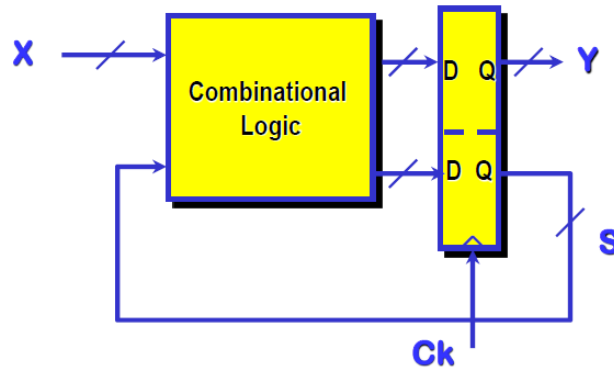 X
Combinational
Logic
D Q
Y
D Q
S
Ck